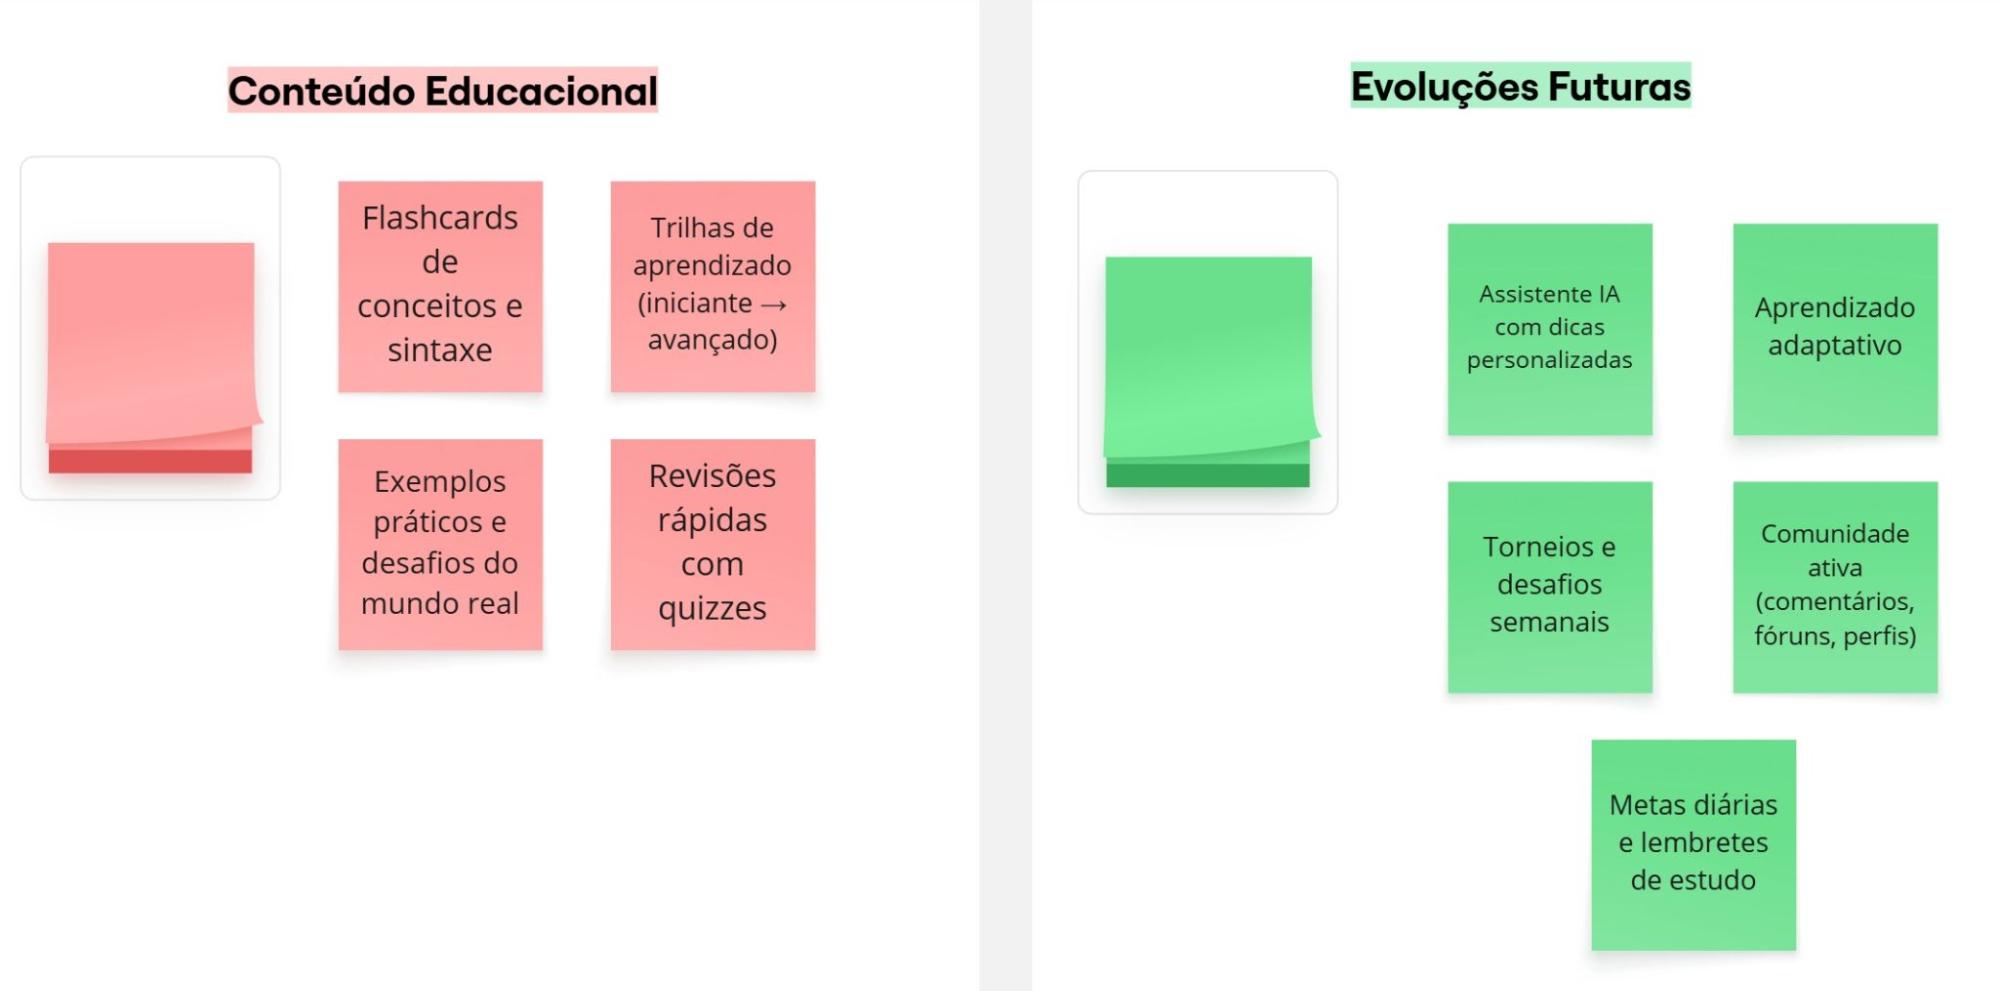 Conteúdo Educacional
Flashcards
de
conceitos e
sintaxe
Trilhas de
aprendizado
(iniciante →
avançado)
Exemplos
práticos e
desafios do
mundo real
Revisões
rápidas
com
quizzes
Evoluções Futuras
Assistente IA
com dicas
personalizadas
Aprendizado
adaptativo
Torneios e
desafios
semanais
Comunidade
ativa
(comentários,
fóruns, perfis)
Metas diárias
e lembretes
de estudo